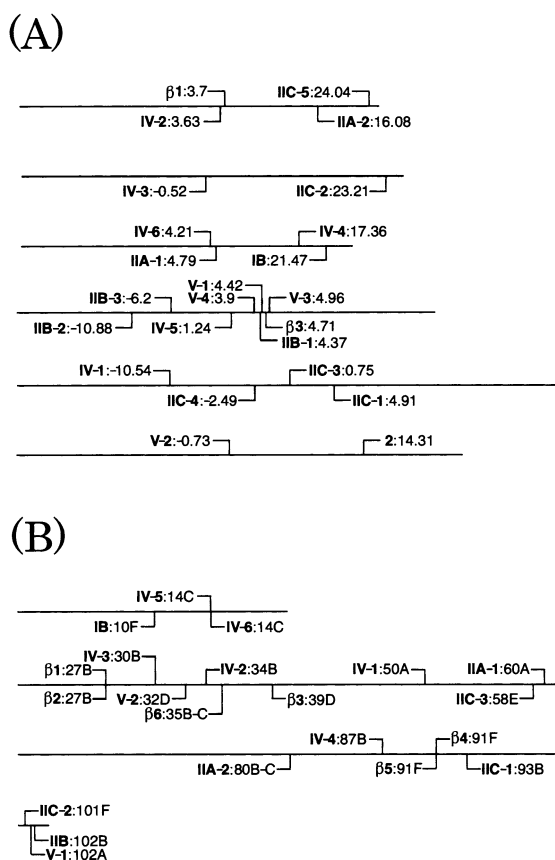 (A)
β1:3.7 IIC-5:24.04
IV-2:3.63 IIA-2:16.08
IV-3:-0.52 IIC-2:23.21
IV-6:4.21 IV-4:17.36
IIA-1:4.79 IB:21.47
V-1:4.42
IIB-3:-6.2 V-4:3.9 V-3:4.96
IIB-2:-10.88 IV-5:1.24 β3:4.71
IIB-1:4.37
IV-1:-10.54 IIC-3:0.75
IIC-4:-2.49 IIC-1:4.91
V-2:-0.73 2:14.31
(B)
IV-5:14C
IB:10F IV-6:14C
IV-3:30B
β1:27B IV-2:34B IV-1:50A IIA-1:60A
β2:27B V-2:32D β3:39D IIC-3:58E
β6:35B-C
IV-4:87B β4:91F
IIA-2:80B-C β5:91F IIC-1:93B
IIC-2:101F
IIB:102B
V-1:102A